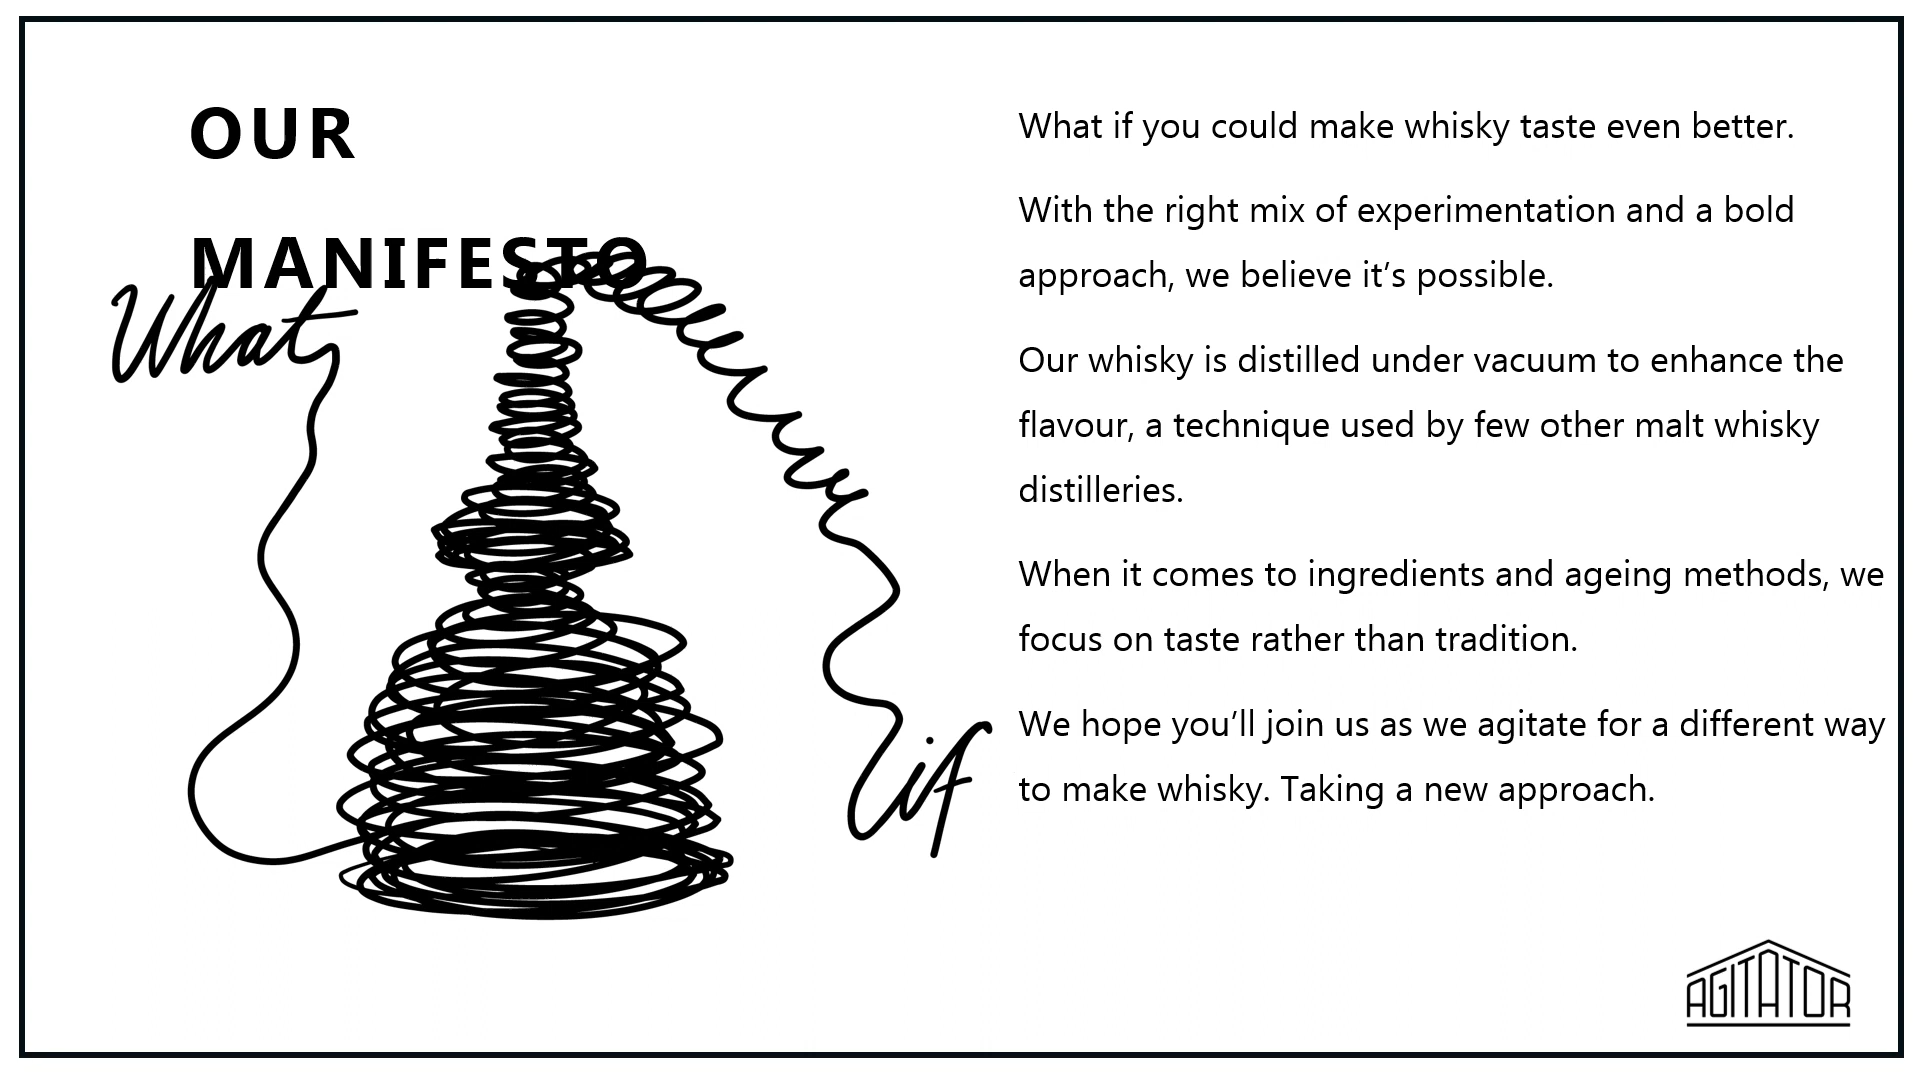 OUR
MANIFESTO
What
if
What if you could make whisky taste even better.
With the right mix of experimentation and a bold
approach, we believe it’s possible.
Our whisky is distilled under vacuum to enhance the
flavour, a technique used by few other malt whisky
distilleries.
When it comes to ingredients and ageing methods, we
focus on taste rather than tradition.
We hope you’ll join us as we agitate for a different way
to make whisky. Taking a new approach.
AGITATOR